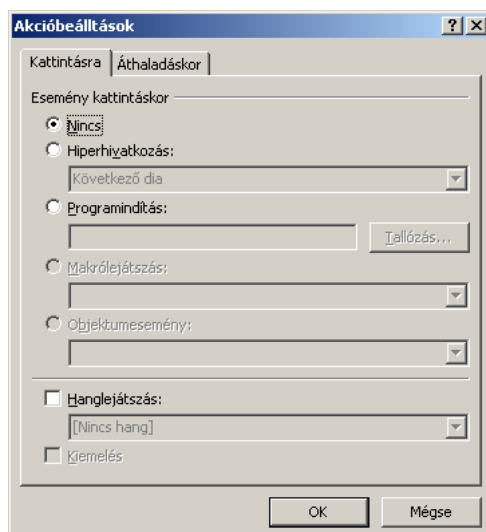 Akcióbeállítások
Kattintásra Áthaladáskor
Esemény kattintáskor
Nincs
Hiperhivatkozás:
Következő dia
Programindítás:
Tallózás...
Makrólejátszás:
Objektumesemény:
Hanglejátszás:
[Nincs hang]
Kiemelés
OK Mégse